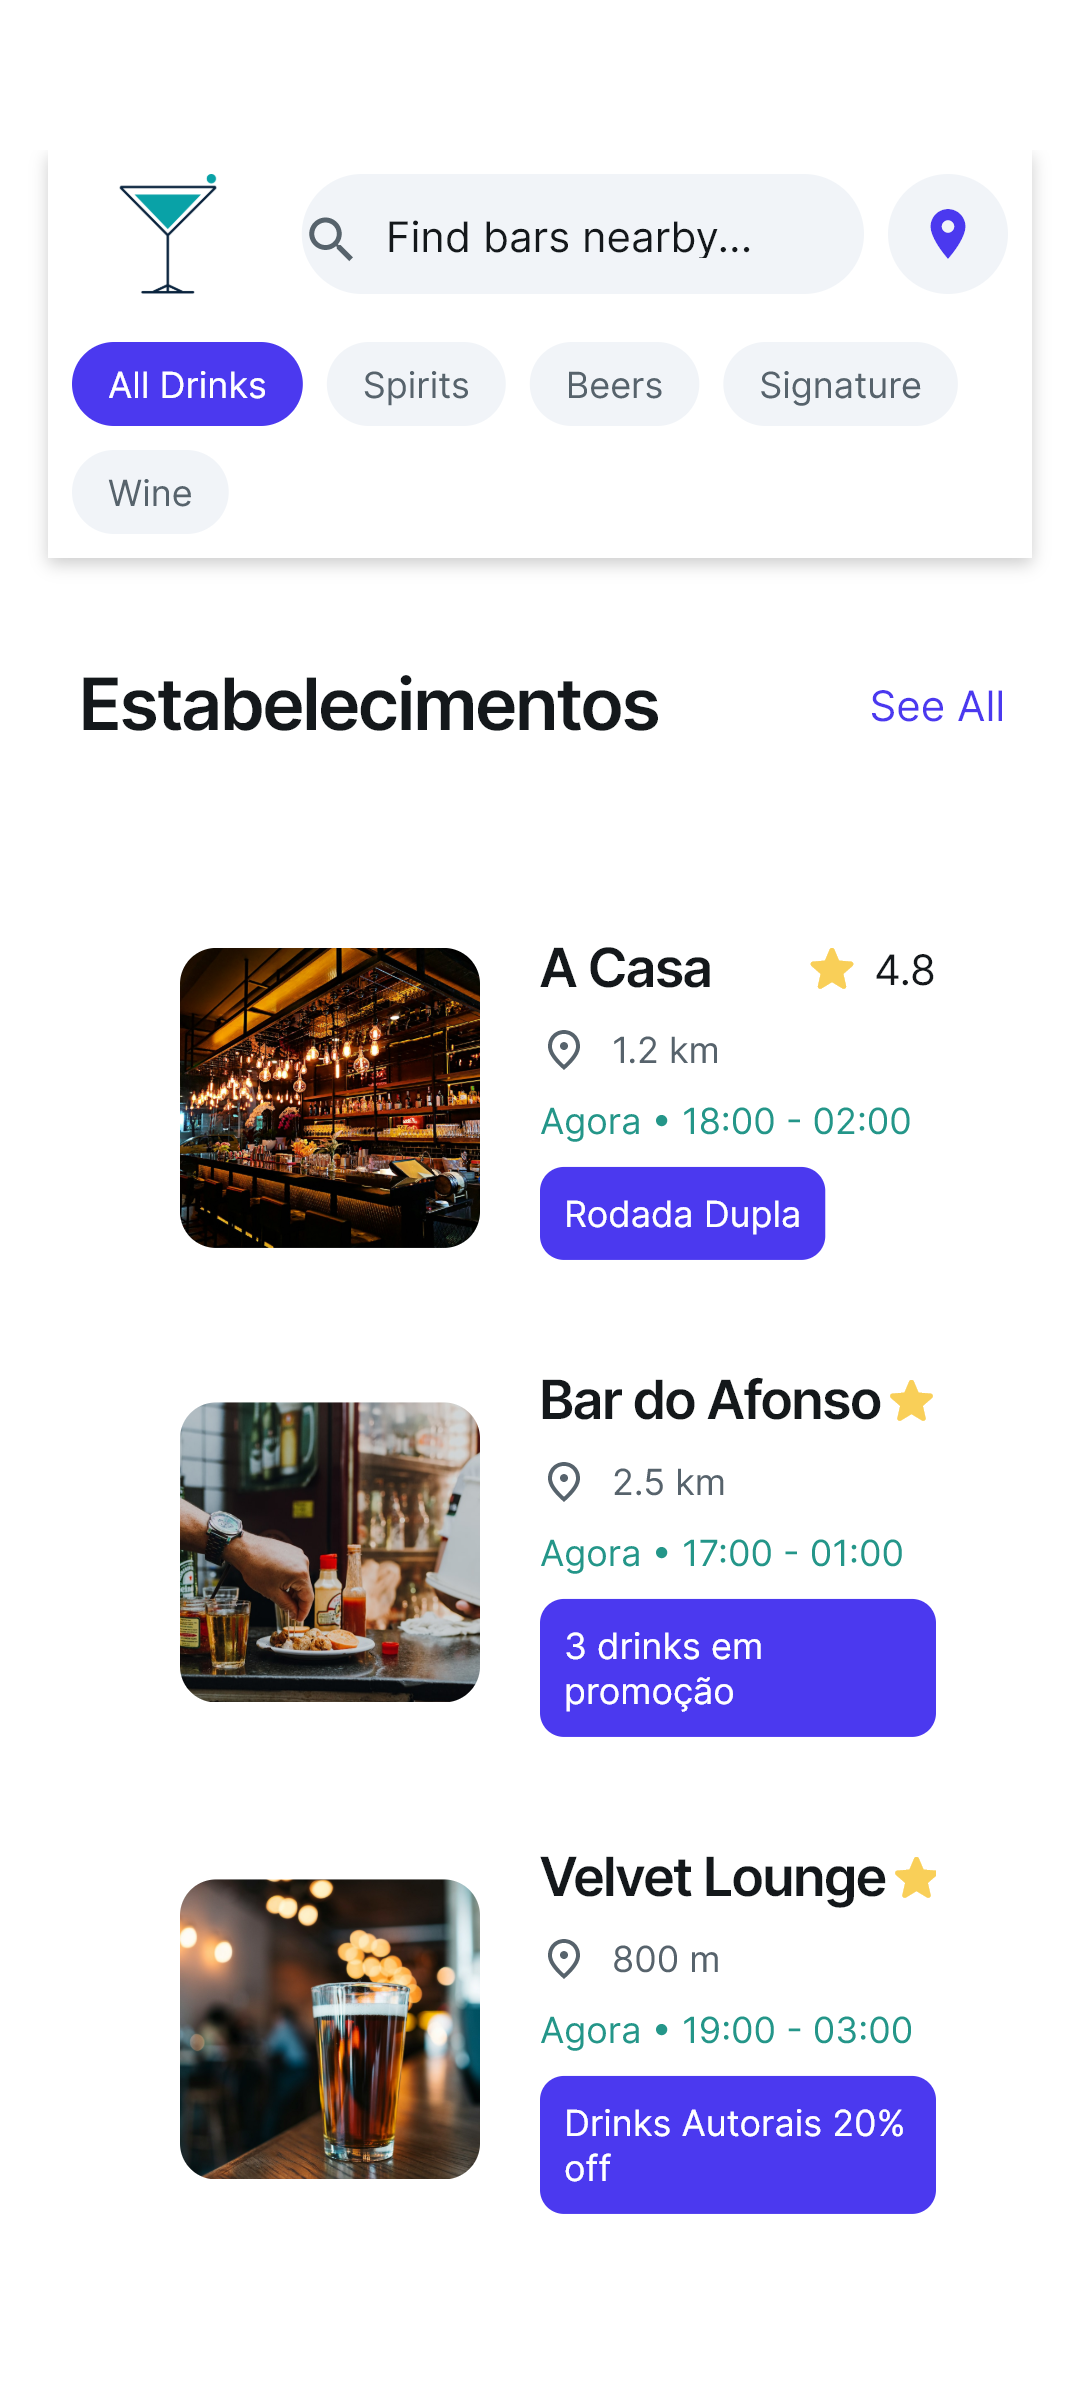 Find bars nearby...
All Drinks
Spirits
Beers
Signature
Wine
Estabelecimentos
See All
A Casa
4.8
1.2 km
Agora • 18:00 - 02:00
Rodada Dupla
Bar do Afonso
2.5 km
Agora • 17:00 - 01:00
3 drinks em
promoção
Velvet Lounge
800 m
Agora • 19:00 - 03:00
Drinks Autorais 20%
off